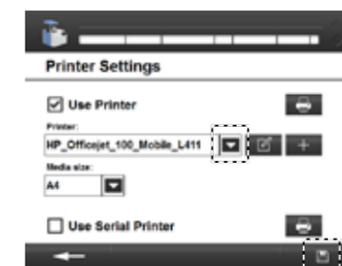 Printer Settings
Use Printer
Printer:
HP_Officejet_100_Mobile_L411
Media size:
A4
Use Serial Printer